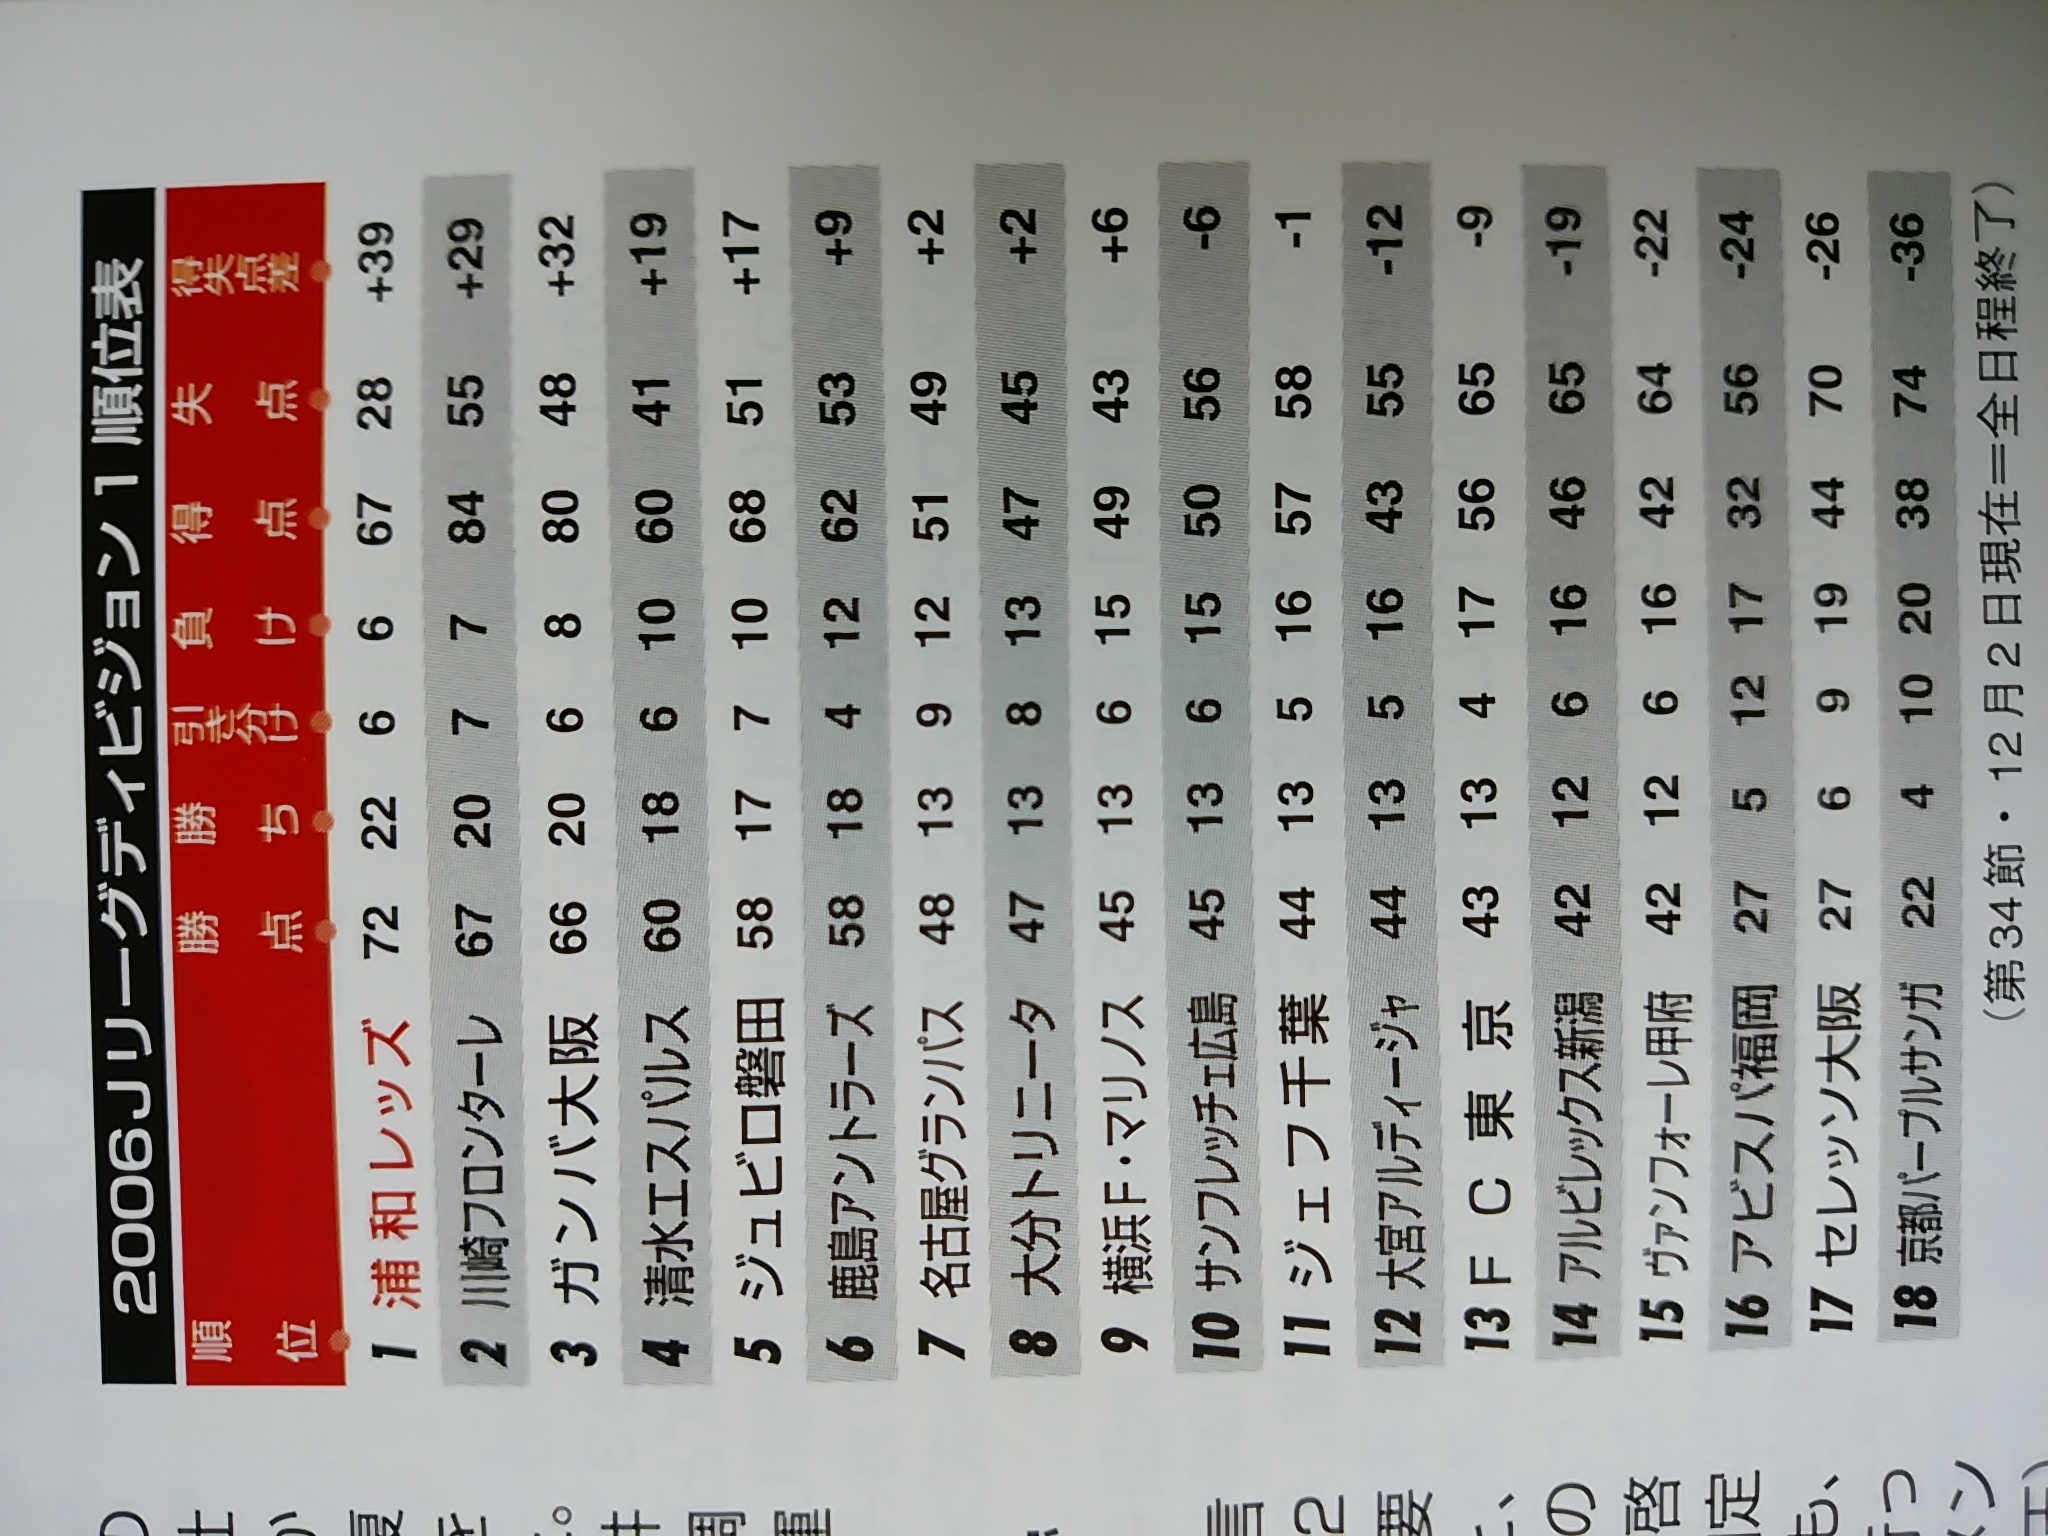 2006Jリーグディビジョン1順位表
順位 勝点 勝ち 引き分け 負け 得点 失点 得失点差
1 浦和レッズ 72 22 6 6 67 28 +39
2 川崎フロンターレ 67 20 7 7 84 55 +29
3 ガンバ大阪 66 20 6 8 80 48 +32
4 清水エスパルス 60 18 6 10 60 41 +19
5 ジュビロ磐田 58 17 7 10 68 51 +17
6 鹿島アントラーズ 58 18 4 12 62 53 +9
7 名古屋グランパス 48 13 9 12 51 49 +2
8 大分トリニータ 47 13 8 13 47 45 +2
9 横浜F・マリノス 45 13 6 15 49 43 +6
10 サンフレッチェ広島 45 13 6 15 50 56 -6
11 ジェフ千葉 44 13 5 16 57 58 -1
12 大宮アルディージャ 44 13 5 16 43 55 -12
13 FC東京 43 13 4 17 56 65 -9
14 アルビレックス新潟 42 12 6 16 46 65 -19
15 ヴァンフォーレ甲府 42 12 6 16 42 64 -22
16 アビスパ福岡 27 5 12 17 32 56 -24
17 セレッソ大阪 27 6 9 19 44 70 -26
18 京都パープルサンガ 22 4 10 20 38 74 -36
(第34節・12月2日現在=全日程終了)